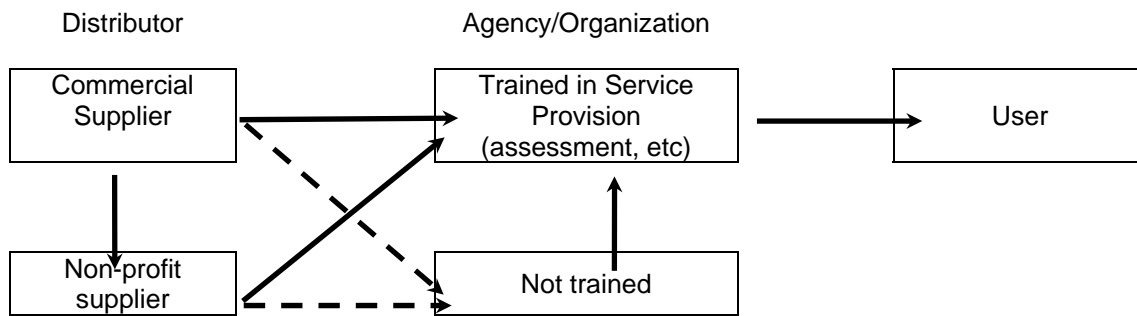 Distributor
Agency/Organization
Commercial
Supplier
Trained in Service
Provision
(assessment, etc)
User
Non-profit
supplier
Not trained